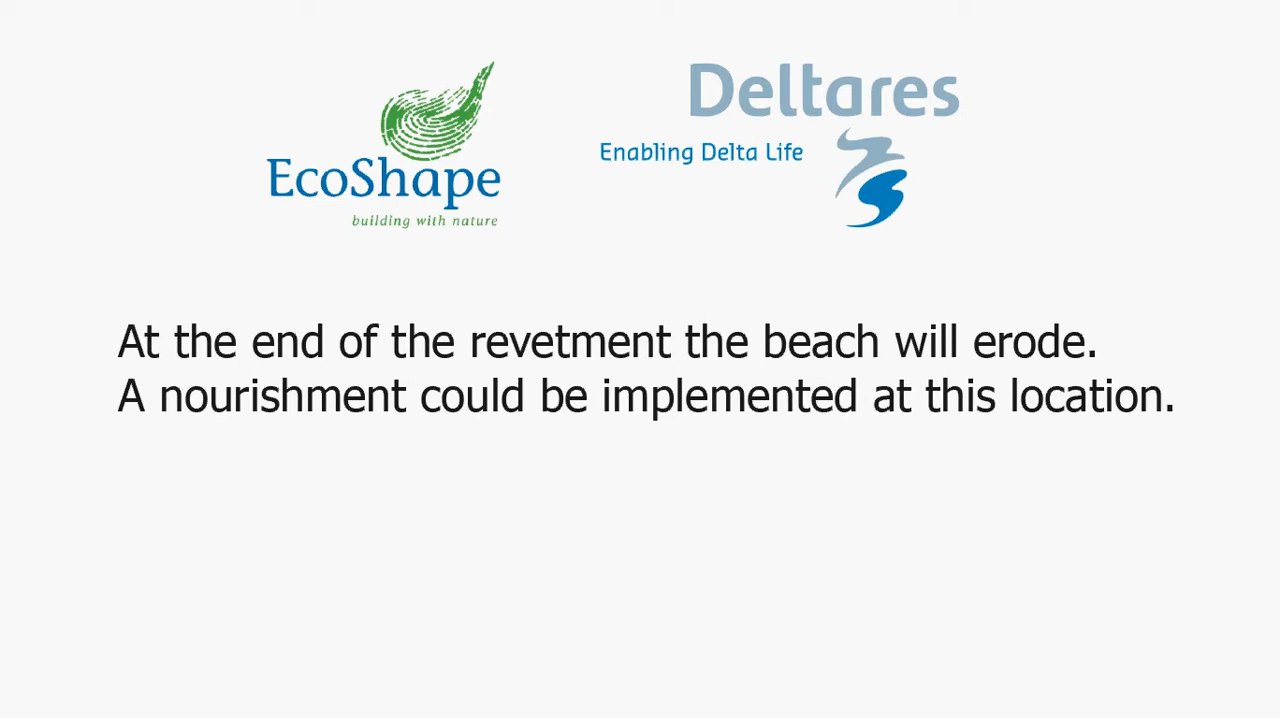 Deltares
Enabling Delta Life
EcoShape
building with nature
At the end of the revetment the beach will erode.
A nourishment could be implemented at this location.